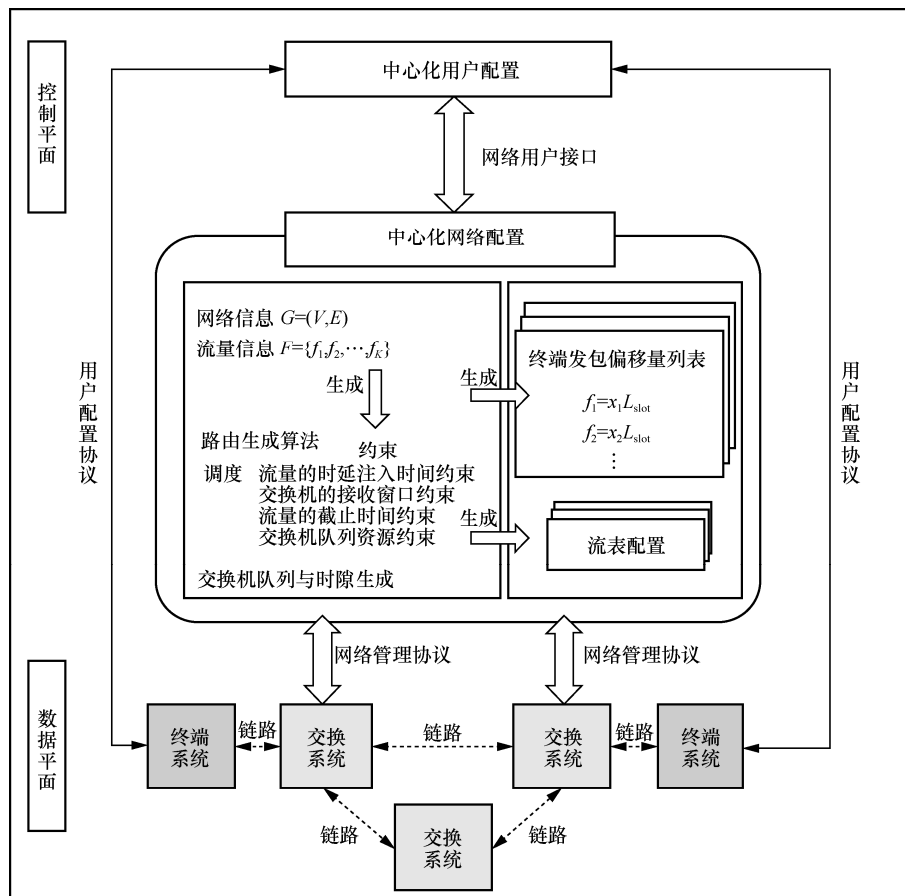 控制平面
中心化用户配置
网络用户接口
中心化网络配置
网络信息 G=(V,E)
流量信息 F={f₁,f₂,⋯,f_K}
生成
路由生成算法
约束
调度 流量的时延注入时间约束
交换机的接收窗口约束
流量的截止时间约束
交换机队列资源约束
交换机队列与时隙生成
生成
终端发包偏移量列表
f₁=x₁L_slot
f₂=x₂L_slot
⋮
生成
流表配置
用户配置协议
用户配置协议
网络管理协议
网络管理协议
数据平面
终端
系统
链路
交换
系统
链路
交换
系统
链路
终端
系统
链路
交换
系统
链路